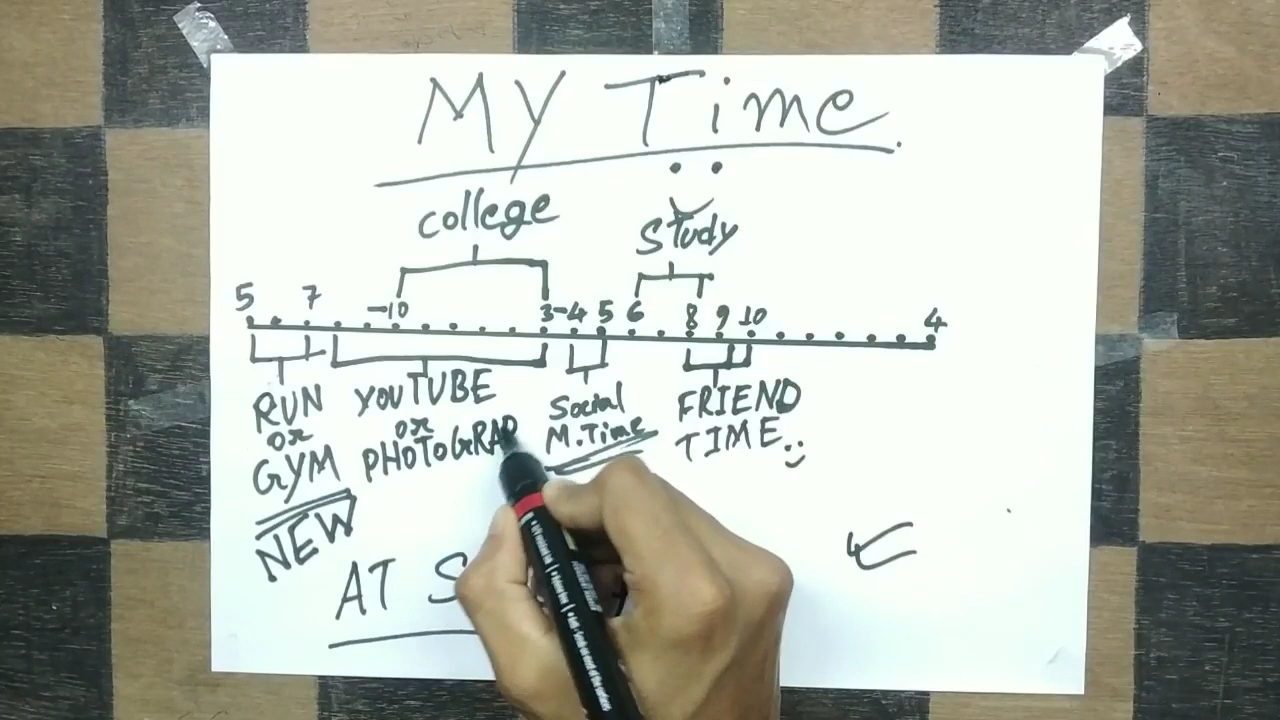 MY Time.
college
Study
5 7 -10 3-4 5 6 8 9 10 4
RUN
or
GYM
NEW
YOUTUBE
or
PHOTOGRAP
Social
M.Time
FRIEND
TIME
AT S